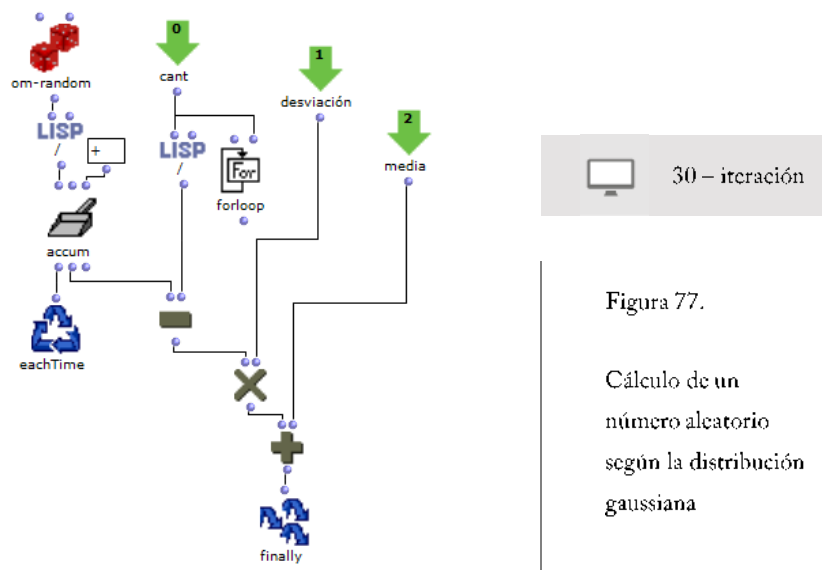 0
cant
om-random
1
desviación
2
media
LISP
/
+
LISP
/
For
forloop
accum
eachTime
finally
30 – iteración
Figura 77.
Cálculo de un
número aleatorio
según la distribución
gaussiana